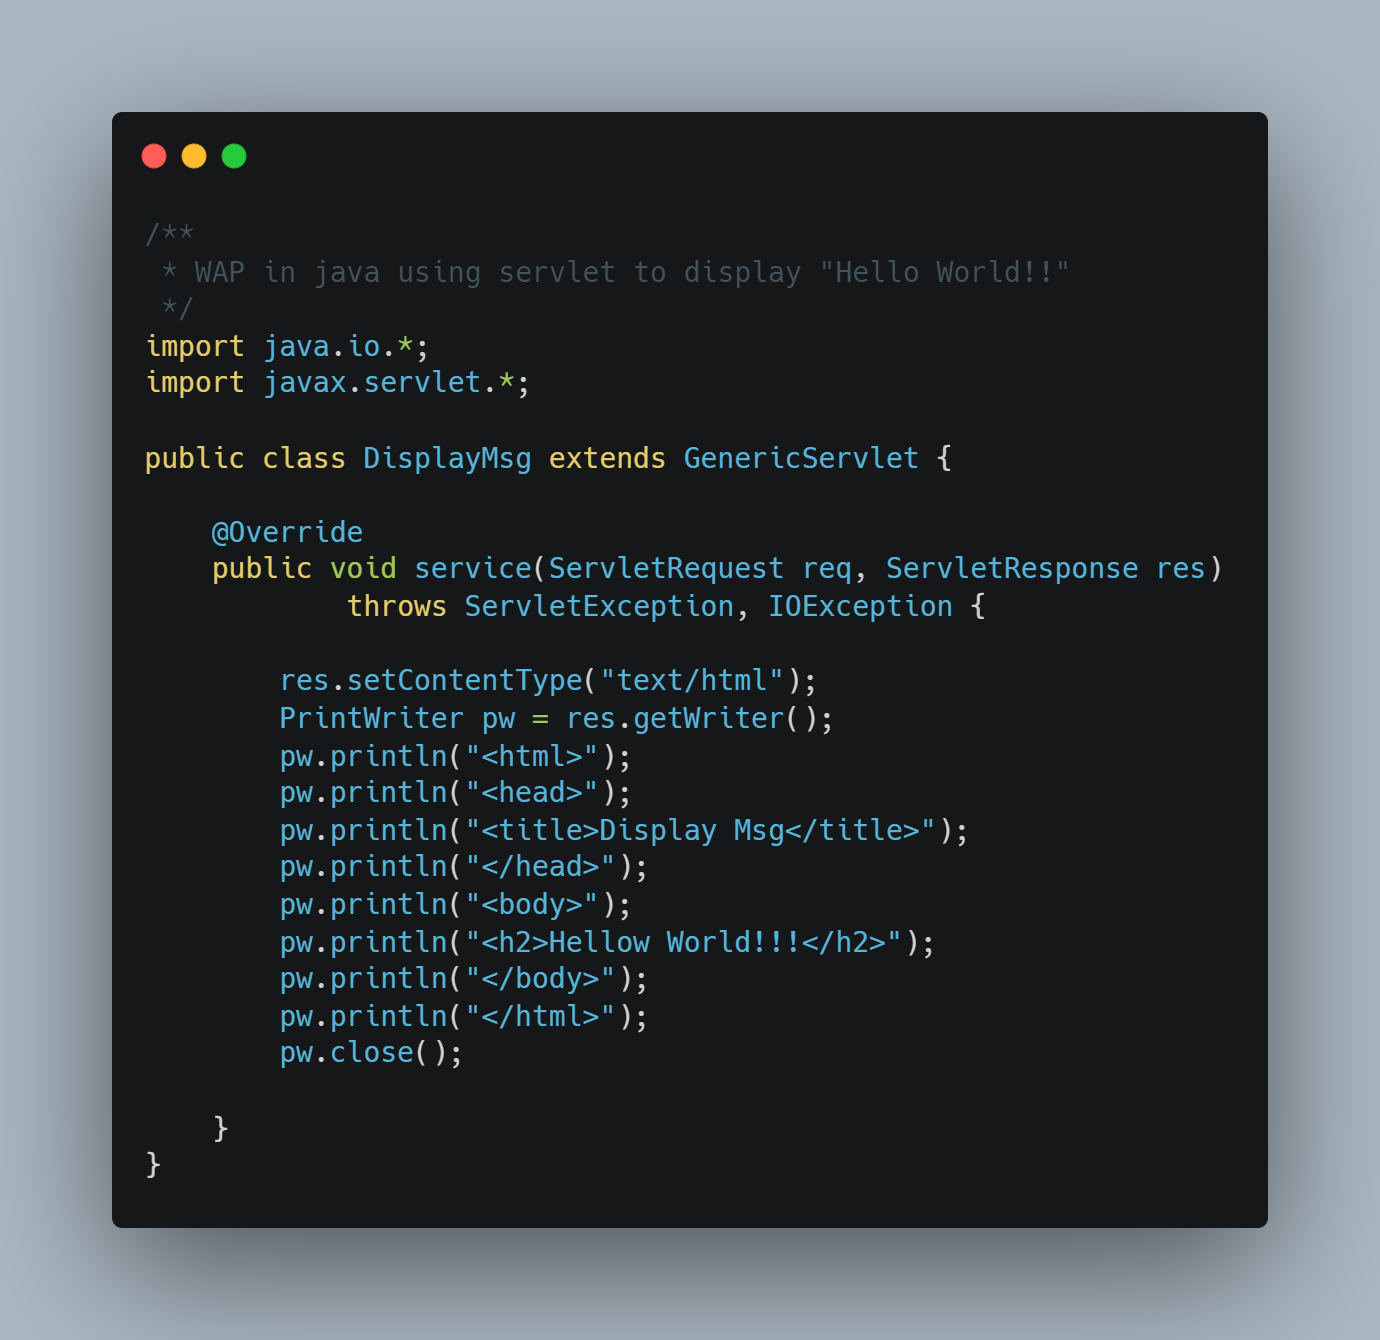 /**
 * WAP in java using servlet to display "Hello World!!"
 */
import java.io.*;
import javax.servlet.*;

public class DisplayMsg extends GenericServlet {

    @Override
    public void service(ServletRequest req, ServletResponse res)
            throws ServletException, IOException {

        res.setContentType("text/html");
        PrintWriter pw = res.getWriter();
        pw.println("<html>");
        pw.println("<head>");
        pw.println("<title>Display Msg</title>");
        pw.println("</head>");
        pw.println("<body>");
        pw.println("<h2>Hellow World!!!</h2>");
        pw.println("</body>");
        pw.println("</html>");
        pw.close();

    }
}